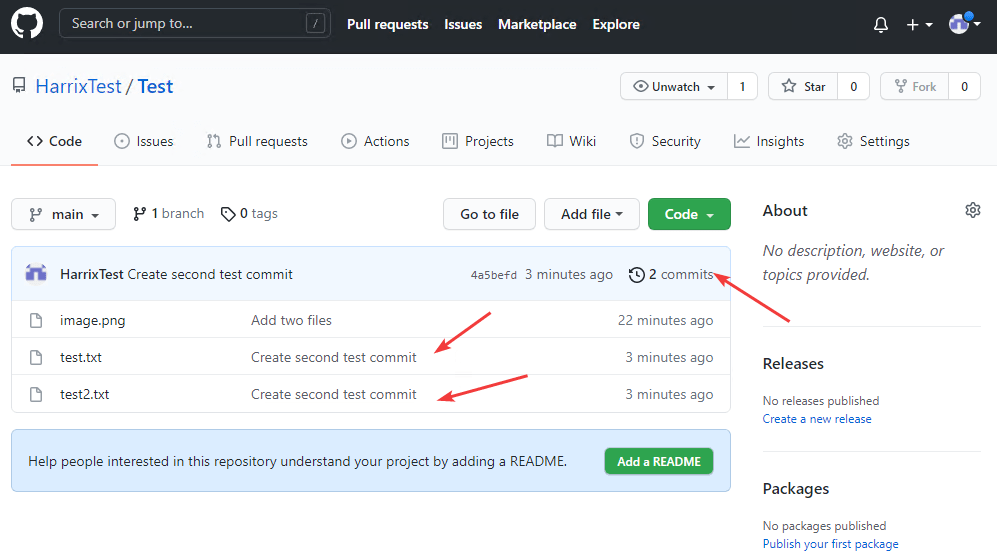 Search or jump to... /
Pull requests Issues Marketplace Explore
HarrixTest / Test
Unwatch 1 Star 0 Fork 0
Code Issues Pull requests Actions Projects Wiki Security Insights Settings
main 1 branch 0 tags Go to file Add file Code
HarrixTest Create second test commit 4a5befd 3 minutes ago 2 commits
image.png Add two files 22 minutes ago
test.txt Create second test commit 3 minutes ago
test2.txt Create second test commit 3 minutes ago
Help people interested in this repository understand your project by adding a README. Add a README
About
No description, website, or
topics provided.
Releases
No releases published
Create a new release
Packages
No packages published
Publish your first package